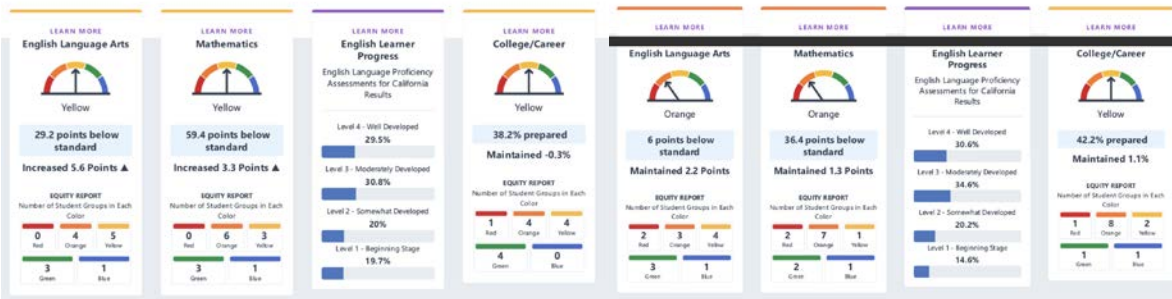 LEARN MORE
English Language Arts
Yellow
29.2 points below
standard
Increased 5.6 Points ▲
EQUITY REPORT
Number of Student Groups in Each
Color
0
Red
4
Orange
5
Yellow
3
Green
1
Blue
LEARN MORE
Mathematics
Yellow
59.4 points below
standard
Increased 3.3 Points ▲
EQUITY REPORT
Number of Student Groups in Each
Color
0
Red
6
Orange
3
Yellow
3
Green
1
Blue
LEARN MORE
English Learner
Progress
English Language Proficiency
Assessments for California
Results
Level 4 - Well Developed
29.5%
Level 3 - Moderately Developed
30.8%
Level 2 - Somewhat Developed
20%
Level 1 - Beginning Stage
19.7%
LEARN MORE
College/Career
Yellow
38.2% prepared
Maintained -0.3%
EQUITY REPORT
Number of Student Groups in Each
Color
1
Red
4
Orange
4
Yellow
4
Green
0
Blue
LEARN MORE
English Language Arts
Orange
6 points below
standard
Maintained 2.2 Points
EQUITY REPORT
Number of Student Groups in Each
Color
2
Red
3
Orange
4
Yellow
3
Green
1
Blue
LEARN MORE
Mathematics
Orange
36.4 points below
standard
Maintained 1.3 Points
EQUITY REPORT
Number of Student Groups in Each
Color
2
Red
7
Orange
1
Yellow
2
Green
1
Blue
LEARN MORE
English Learner
Progress
English Language Proficiency
Assessments for California
Results
Level 4 - Well Developed
30.6%
Level 3 - Moderately Developed
34.6%
Level 2 - Somewhat Developed
20.2%
Level 1 - Beginning Stage
14.6%
LEARN MORE
College/Career
Yellow
42.2% prepared
Maintained 1.1%
EQUITY REPORT
Number of Student Groups in Each
Color
1
Red
8
Orange
2
Yellow
1
Green
1
Blue